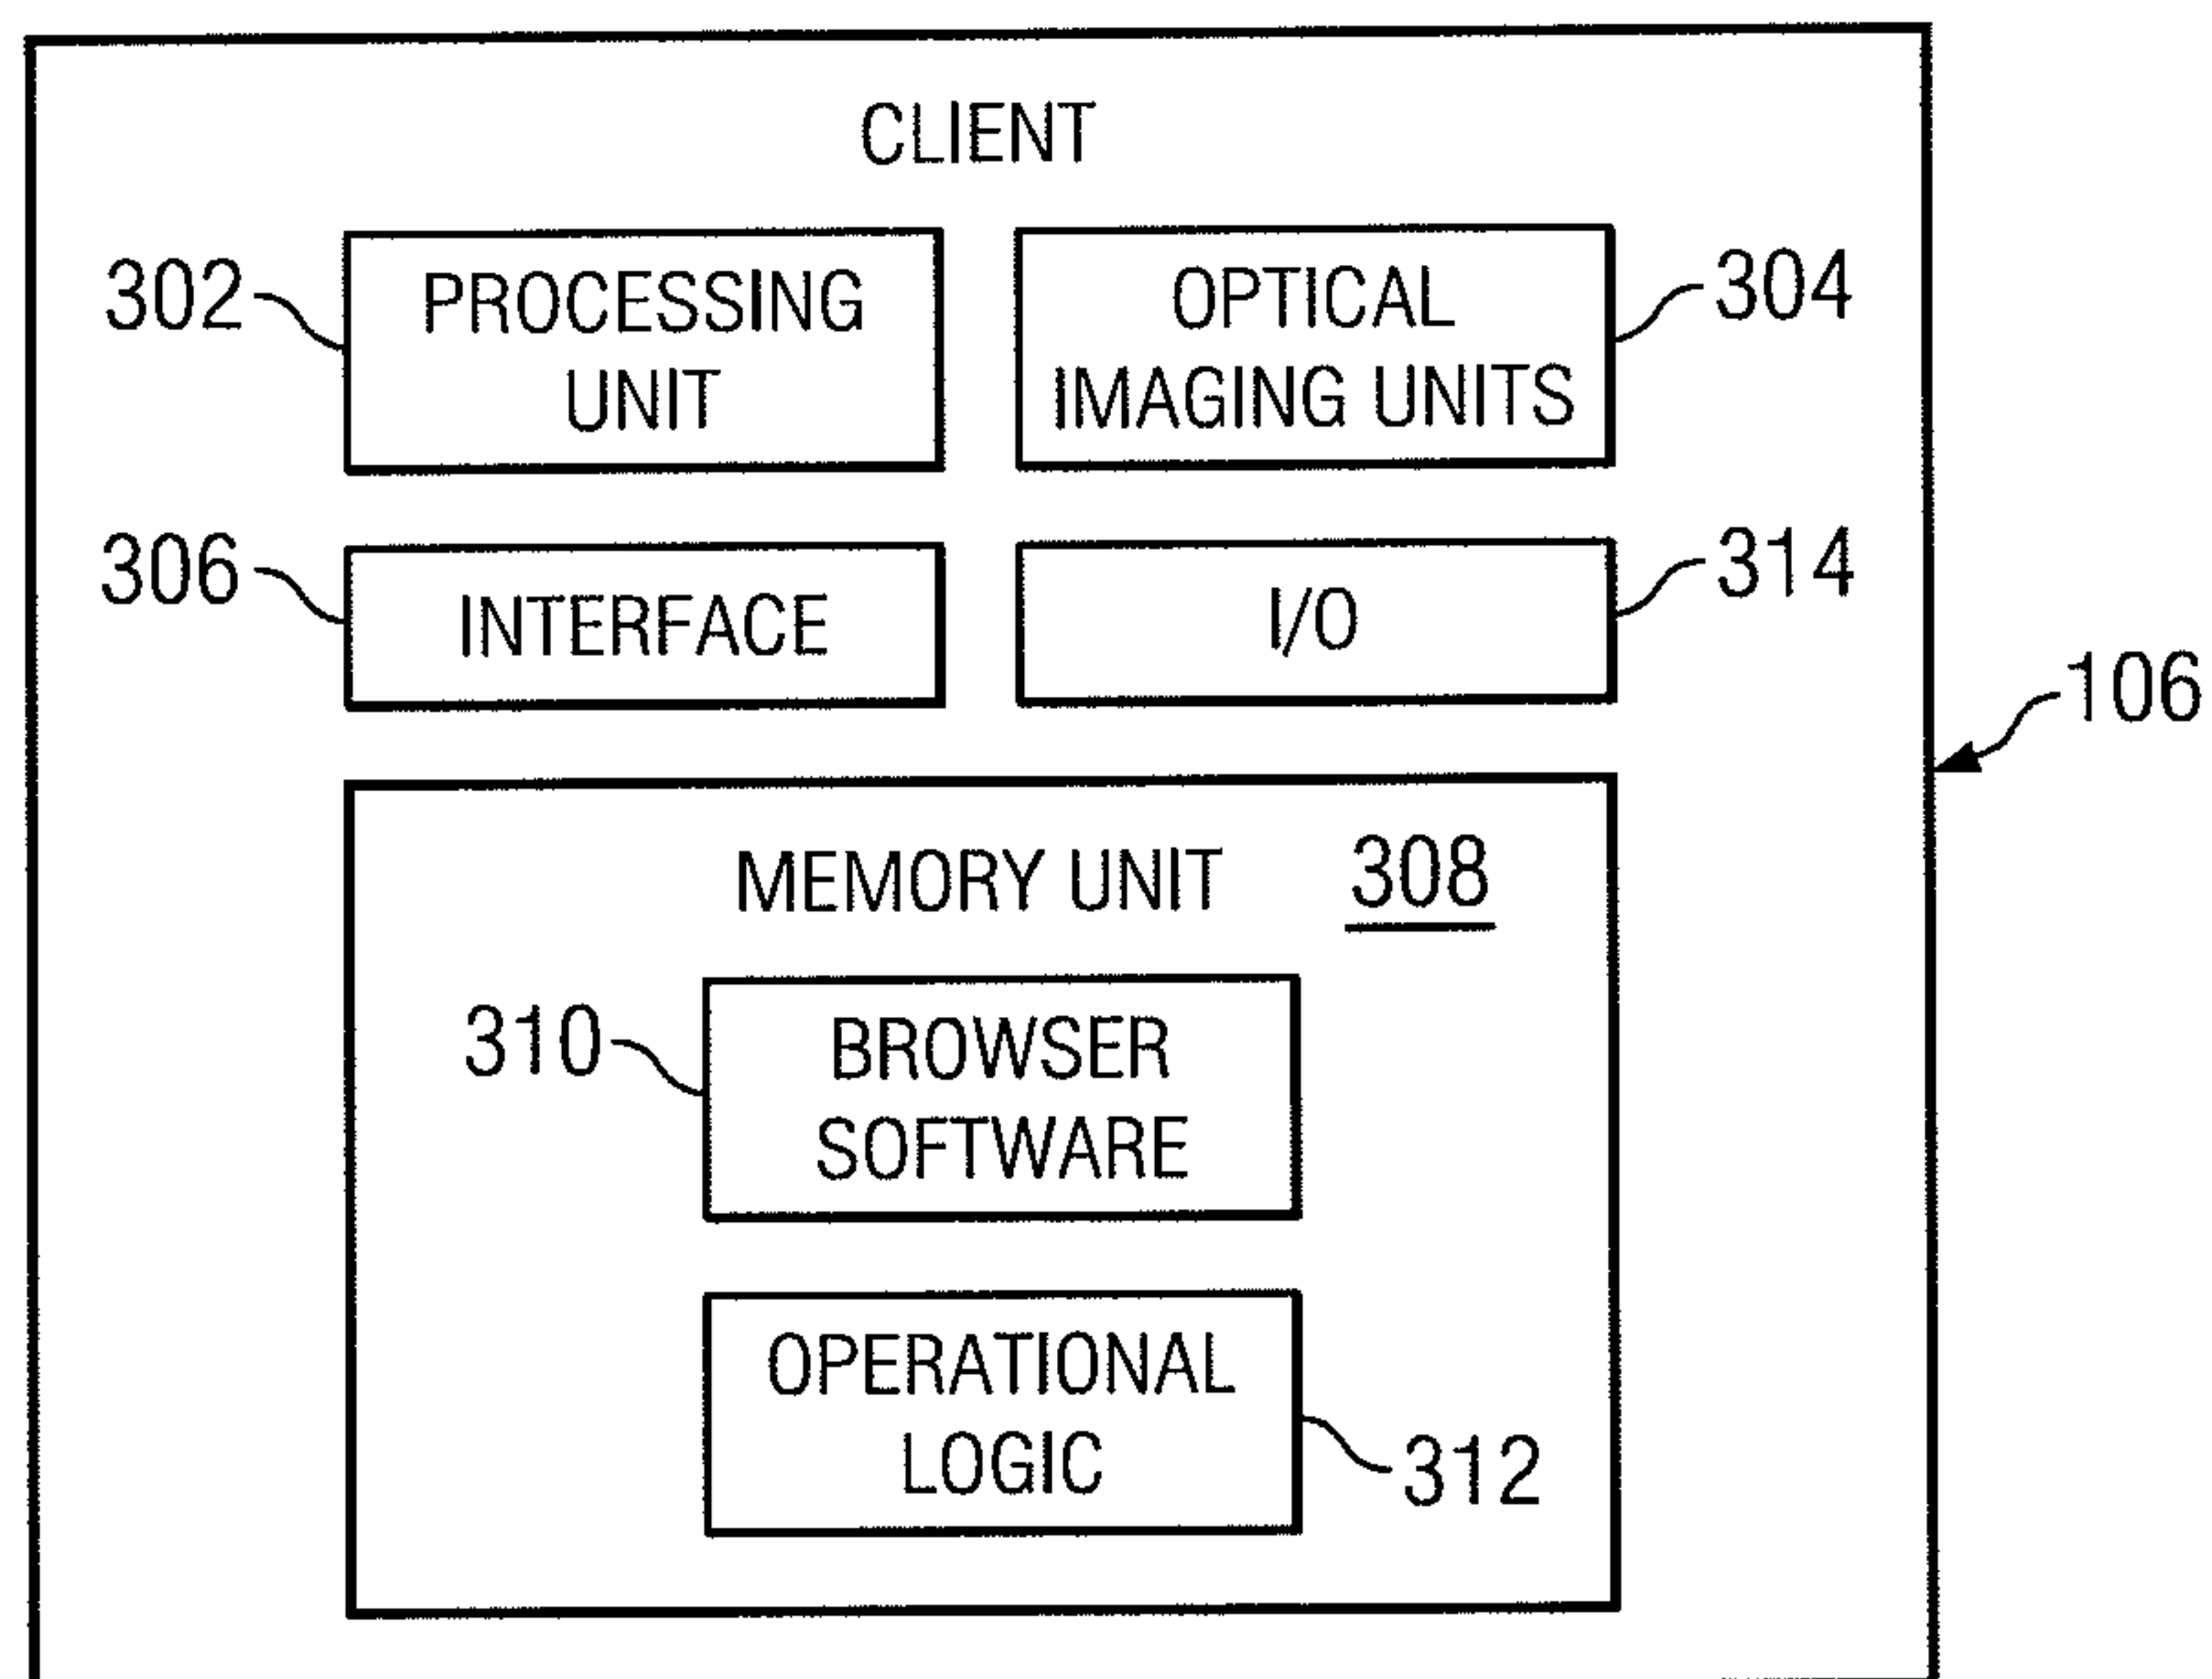 CLIENT
302
PROCESSING
UNIT
OPTICAL
IMAGING UNITS
304
306
INTERFACE
I/O
314
106
MEMORY UNIT 308
310
BROWSER
SOFTWARE
OPERATIONAL
LOGIC
312